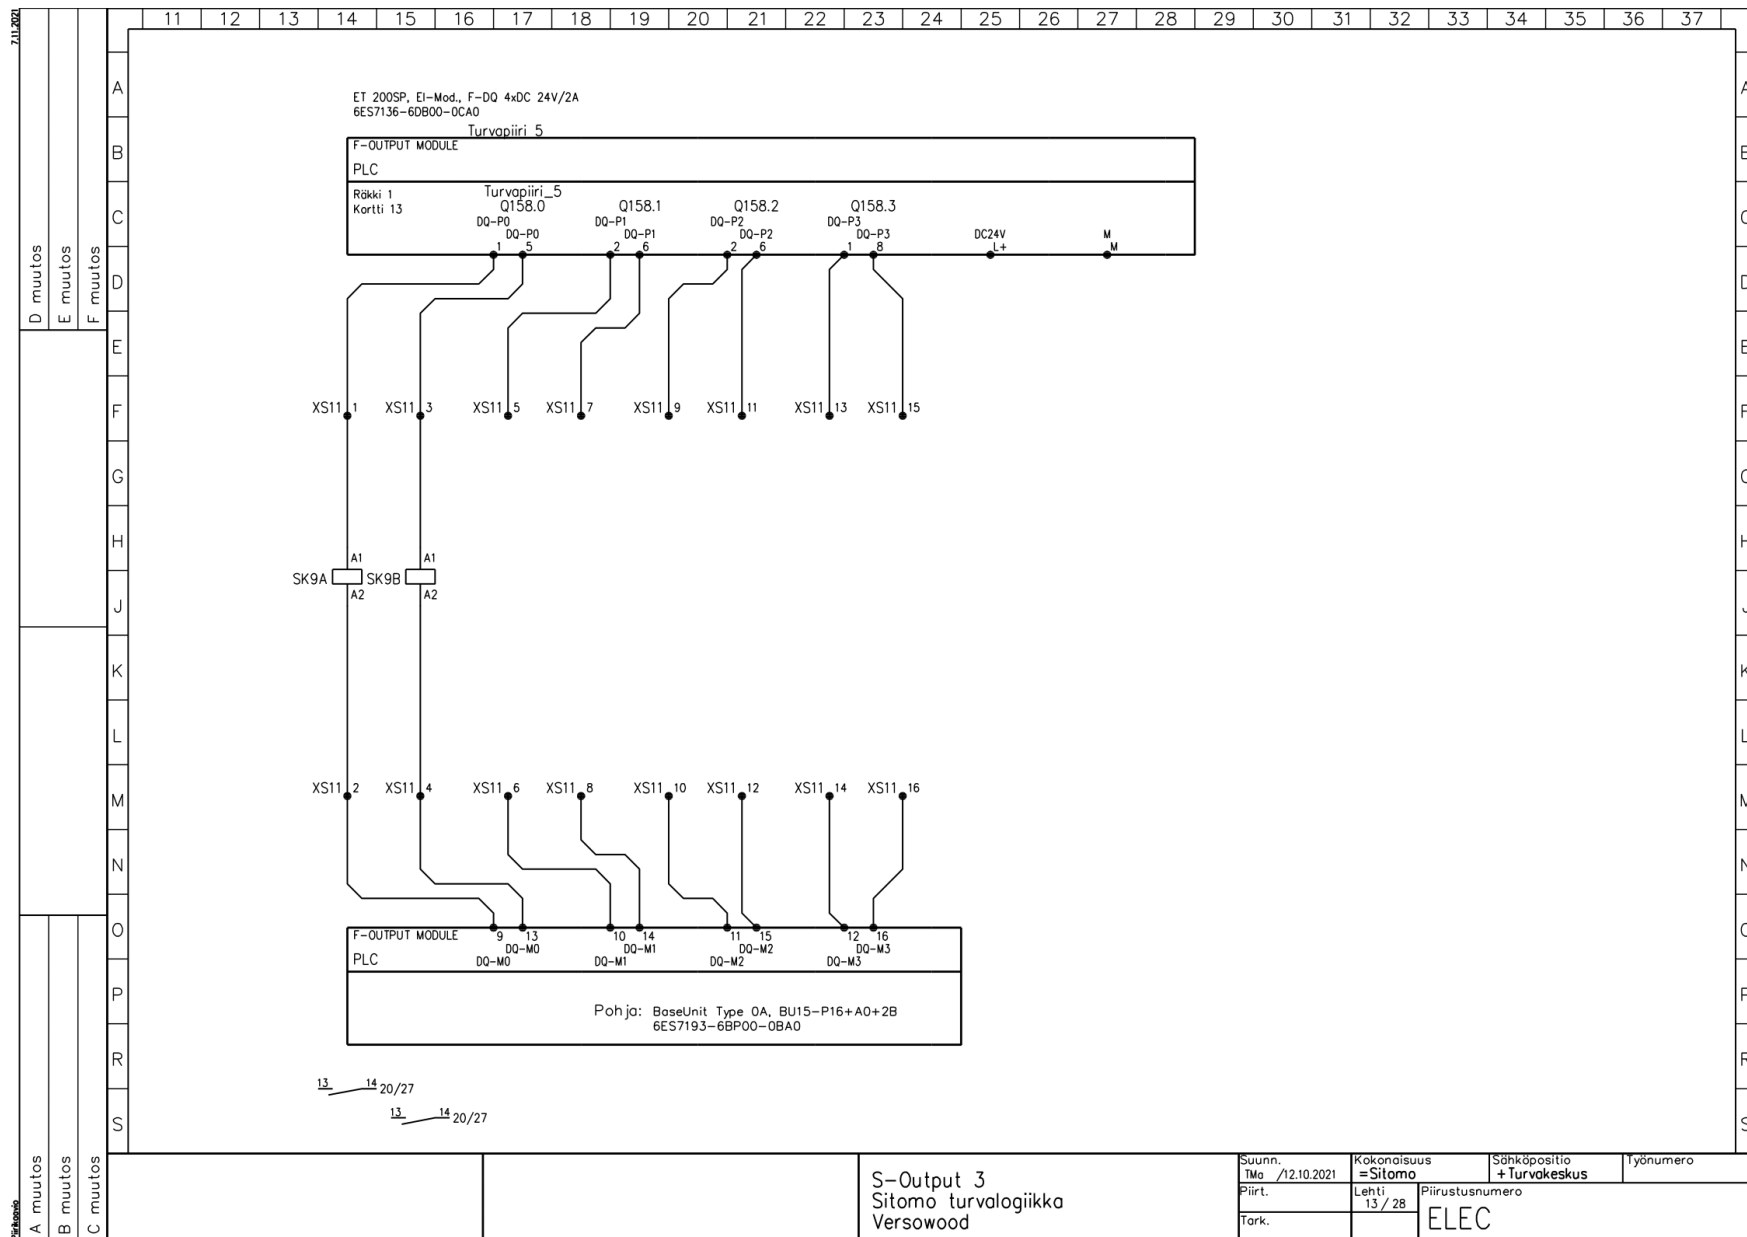 11 12 13 14 15 16 17 18 19 20 21 22 23 24 25 26 27 28 29 30 31 32 33 34 35 36 37
7.11.2021
D muutos
E muutos
F muutos
A
B
C
D
E
F
G
H
J
K
L
M
N
O
P
R
S
ET 200SP, El-Mod., F-DQ 4xDC 24V/2A
6ES7136-6DB00-0CA0
Turvapiiri 5
F-OUTPUT MODULE
PLC
Räkki 1
Kortti 13
Turvapiiri_5
Q158.0 Q158.1 Q158.2 Q158.3
DQ-P0 DQ-P1 DQ-P2 DQ-P3
DQ-P0 DQ-P1 DQ-P2 DQ-P3 DC24V M
1 5 2 6 2 6 1 8 L+ M
XS11 1 XS11 3 XS11 5 XS11 7 XS11 9 XS11 11 XS11 13 XS11 15
A1 A1
SK9A SK9B
A2 A2
XS11 2 XS11 4 XS11 6 XS11 8 XS11 10 XS11 12 XS11 14 XS11 16
F-OUTPUT MODULE 9 13 10 14 11 15 12 16
DQ-M0 DQ-M1 DQ-M2 DQ-M3
PLC DQ-M0 DQ-M1 DQ-M2 DQ-M3
Pohja: BaseUnit Type 0A, BU15-P16+A0+2B
6ES7193-6BP00-0BA0
13 14 20/27
13 14 20/27
A muutos
B muutos
C muutos
S-Output 3
Sitomo turvalogiikka
Versowood
Suunn.
TMa /12.10.2021
Kokonaisuus
=Sitomo
Sähköpositio
+Turvakeskus
Työnumero
Piirt.
Lehti
13 / 28
Piirustusnumero
ELEC
Tark.